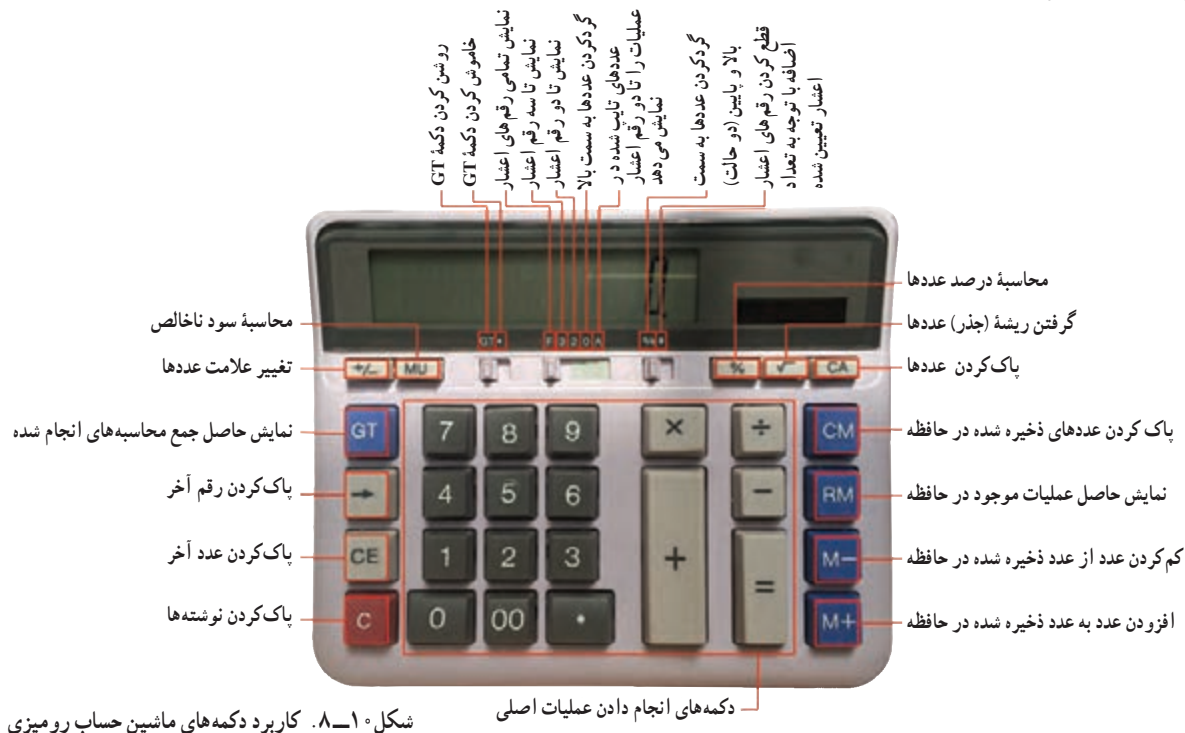 روشن کردن دکمهٔ GT
خاموش کردن دکمهٔ GT
نمایش تمامی رقم‌های اعشار
نمایش تا سه رقم اعشار
نمایش تا دو رقم اعشار
گردکردن عددها به سمت بالا
عددهای تایپ شده در
عملیات را تا دو رقم اعشار
نمایش می‌دهد
گردکردن عددها به سمت
بالا و پایین (دو حالت)
قطع کردن رقم‌های اعشار
اضافه با توجه به تعداد
اعشار تعیین شده
0
GT •
F 3 2 0 A
محاسبهٔ درصد عددها
گرفتن ریشهٔ (جذر) عددها
پاک‌کردن عددها
محاسبهٔ سود ناخالص
تغییر علامت عددها
+/− MU % √ CA
نمایش حاصل جمع محاسبه‌های انجام شده
GT 7 8 9 × ÷ CM
پاک کردن عددهای ذخیره شده در حافظه
پاک‌کردن رقم آخر
→ 4 5 6 − RM
نمایش حاصل عملیات موجود در حافظه
پاک‌کردن عدد آخر
CE 1 2 3 + = M−
کم‌کردن عدد از عدد ذخیره شده در حافظه
پاک‌کردن نوشته‌ها
C 0 00 • M+
افزودن عدد به عدد ذخیره شده در حافظه
دکمه‌های انجام دادن عملیات اصلی
شکل ۱۰ــ۸. کاربرد دکمه‌های ماشین حساب رومیزی